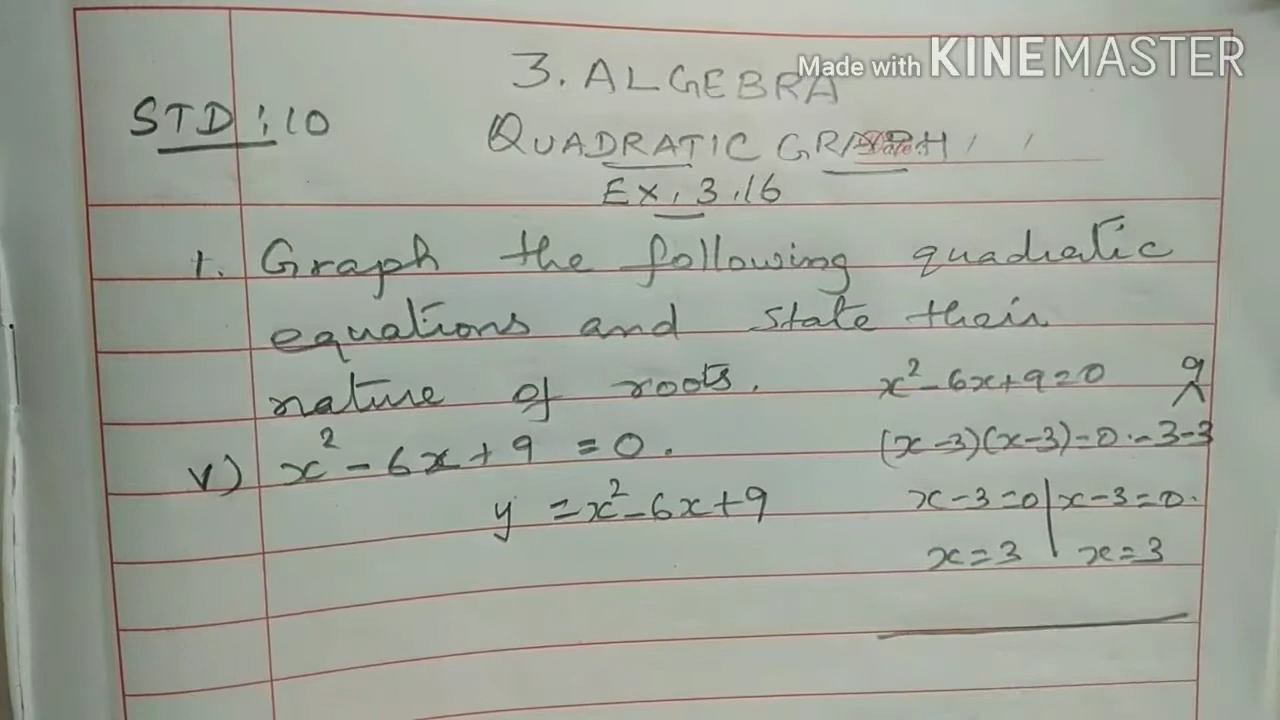 Made with KINEMASTER
3. ALGEBRA
STD : 10
QUADRATIC GRAPH
Date :
Ex. 3.16
1. Graph the following quadratic
equations and state their
nature of roots.
x² - 6x + 9 = 0
9
v) x² - 6x + 9 = 0.
(x - 3)(x - 3) = 0. -3 -3
y = x² - 6x + 9
x - 3 = 0 | x - 3 = 0.
x = 3 | x = 3